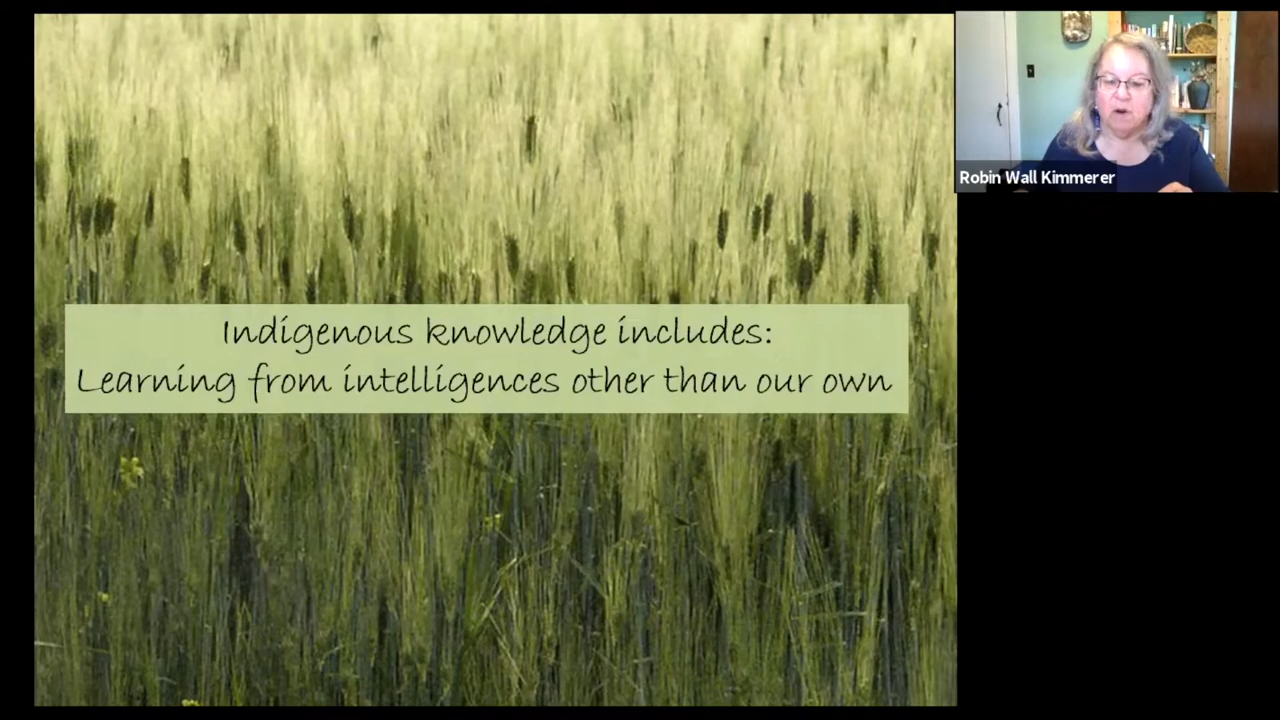 Indigenous knowledge includes:
Learning from intelligences other than our own
Robin Wall Kimmerer